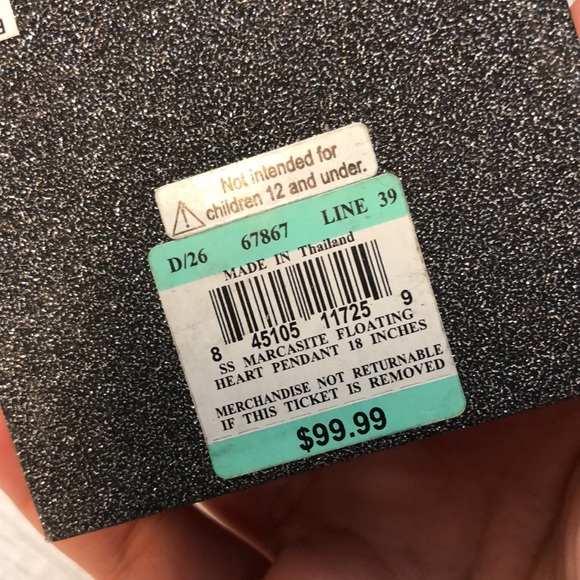 Not intended for
children 12 and under.
D/26 67867 LINE 39
MADE IN Thailand
8 45105 11725 9
SS MARCASITE FLOATING
HEART PENDANT 18 INCHES
MERCHANDISE NOT RETURNABLE
IF THIS TICKET IS REMOVED
$99.99